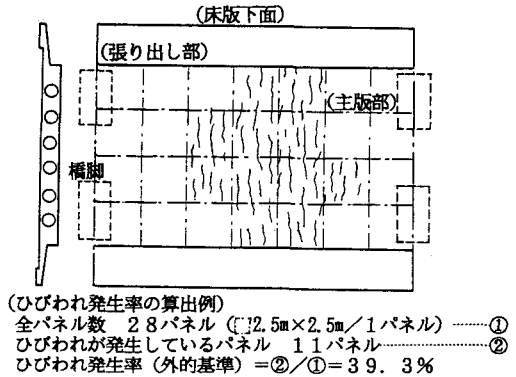 (床版下面)
(張り出し部)
(主版部)
橋脚
(ひびわれ発生率の算出例)
全パネル数 28パネル (□2.5m×2.5m/1パネル) ………①
ひびわれが発生しているパネル 11パネル………………②
ひびわれ発生率 (外的基準) =②/①=39.3%